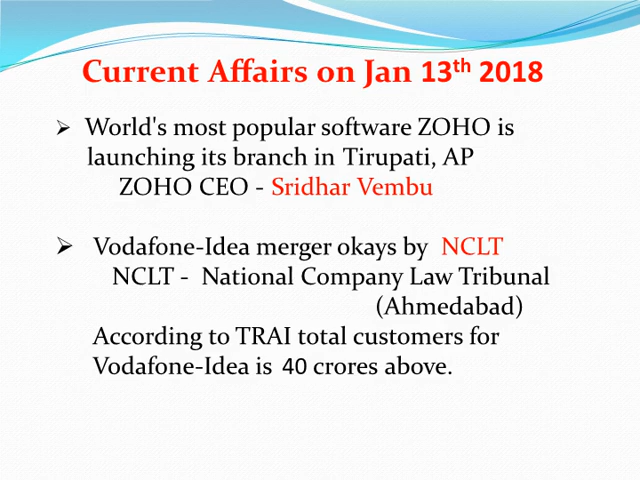 Current Affairs on Jan 13th 2018
➢ World's most popular software ZOHO is
launching its branch in Tirupati, AP
ZOHO CEO - Sridhar Vembu
➢ Vodafone-Idea merger okays by NCLT
NCLT - National Company Law Tribunal
(Ahmedabad)
According to TRAI total customers for
Vodafone-Idea is 40 crores above.